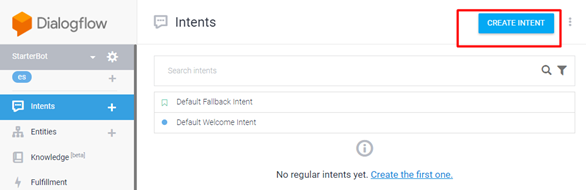 Dialogflow
Intents
CREATE INTENT
StarterBot
es
Search intents
Intents
Default Fallback Intent
Entities
Default Welcome Intent
Knowledge [beta]
No regular intents yet. Create the first one.
Fulfillment